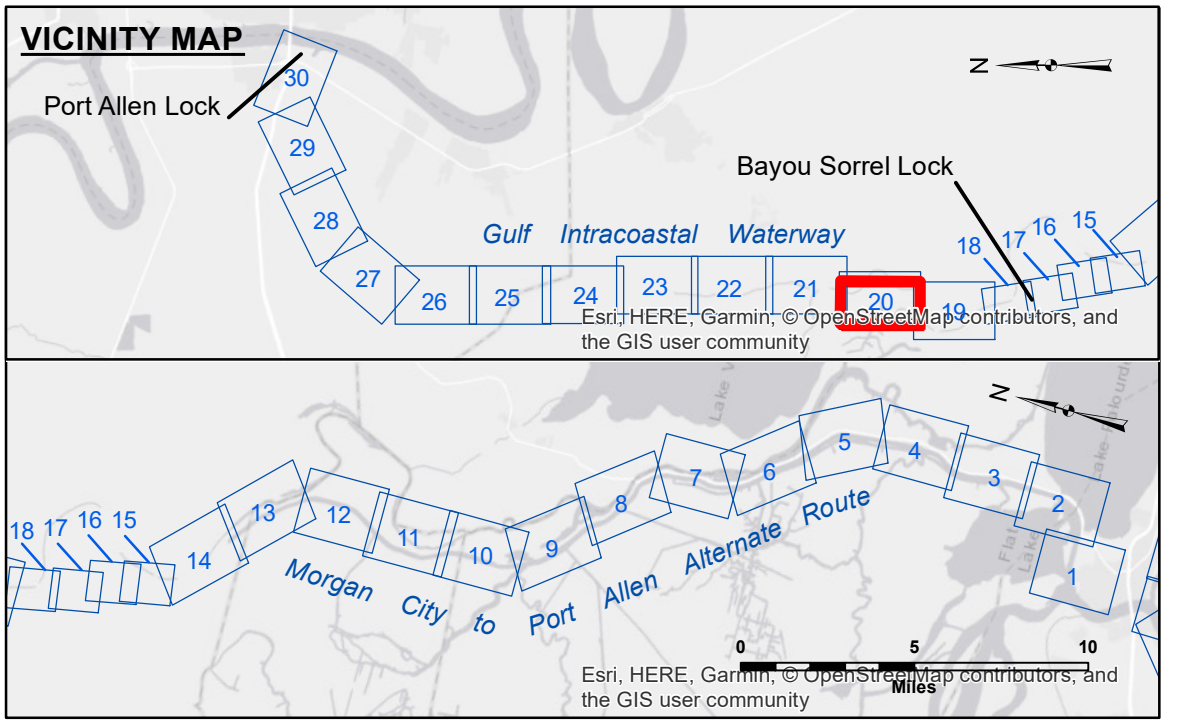 VICINITY MAP
N
Port Allen Lock
30
29
28
27
26
25
24
23
22
21
20
19
18
17
16
15
Bayou Sorrel Lock
Gulf Intracoastal Waterway
Esri, HERE, Garmin, © OpenStreetMap contributors, and
the GIS user community
N
18
17
16
15
14
13
12
11
10
9
8
7
6
5
4
3
2
1
Lake
Lake
Flat
Lake
Morgan City to Port Allen Alternate Route
0 5 10
Miles
Esri, HERE, Garmin, © OpenStreetMap contributors, and
the GIS user community